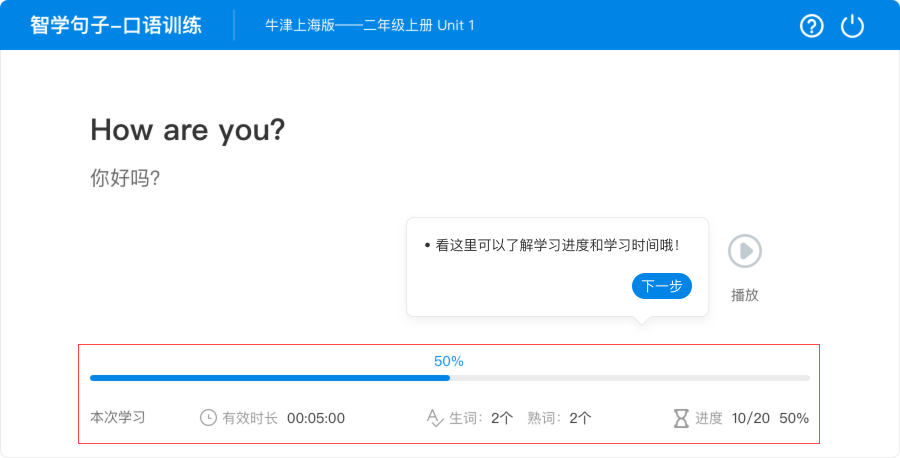 智学句子-口语训练
牛津上海版——二年级上册 Unit 1
How are you?
你好吗?
• 看这里可以了解学习进度和学习时间哦!
下一步
播放
50%
本次学习 有效时长 00:05:00 生词: 2个 熟词: 2个 进度 10/20 50%